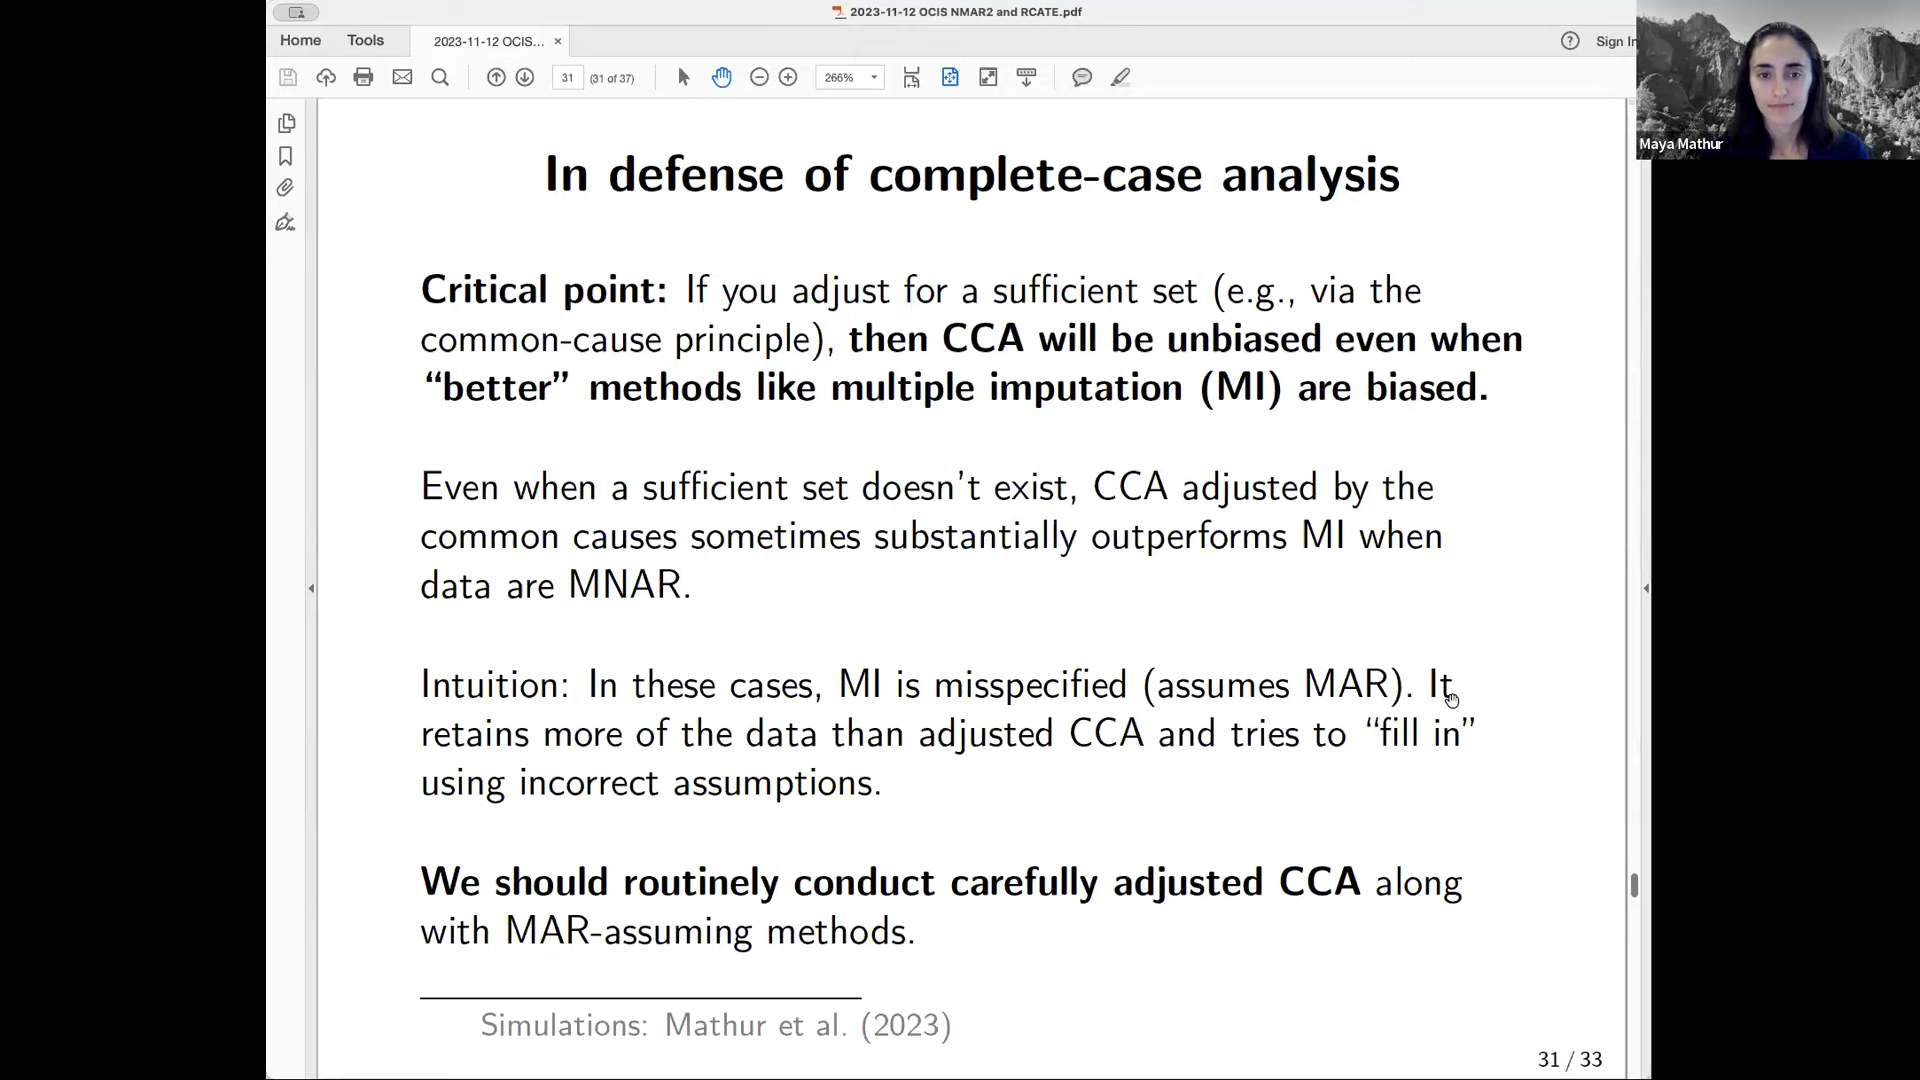 2023-11-12 OCIS NMAR2 and RCATE.pdf
Home Tools 2023-11-12 OCIS... × Sign In
31 (31 of 37) 266%
Maya Mathur
In defense of complete-case analysis
Critical point: If you adjust for a sufficient set (e.g., via the
common-cause principle), then CCA will be unbiased even when
“better” methods like multiple imputation (MI) are biased.
Even when a sufficient set doesn’t exist, CCA adjusted by the
common causes sometimes substantially outperforms MI when
data are MNAR.
Intuition: In these cases, MI is misspecified (assumes MAR). It
retains more of the data than adjusted CCA and tries to “fill in”
using incorrect assumptions.
We should routinely conduct carefully adjusted CCA along
with MAR-assuming methods.
Simulations: Mathur et al. (2023)
31 / 33